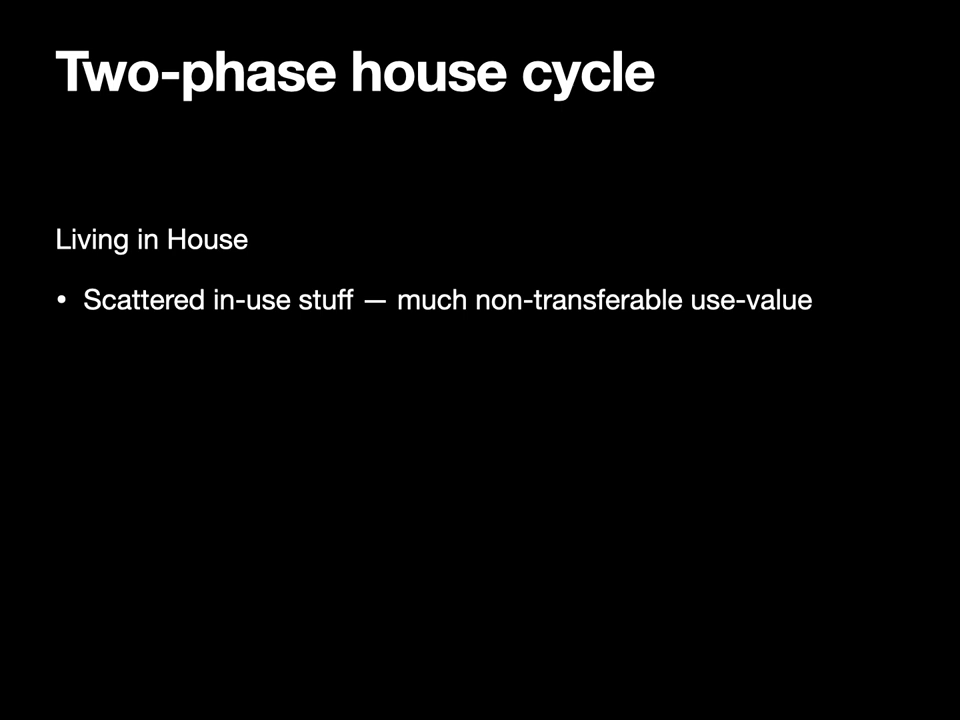 Two-phase house cycle
Living in House
• Scattered in-use stuff — much non-transferable use-value